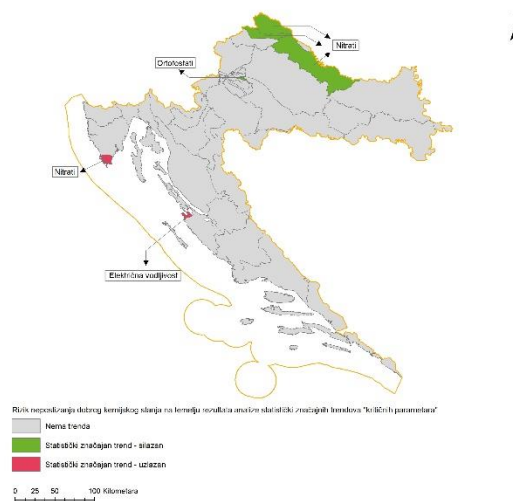 Nitrati
Ortofosfati
Nitrati
Električna vodljivost
Rizik nepostizanja dobrog kemijskog stanja na temelju rezultata analize statistički značajnih trendova "kritičnih parametara"
Nema trenda
Statistički značajan trend - silazan
Statistički značajan trend - uzlazan
0 25 50 100 Kilometara